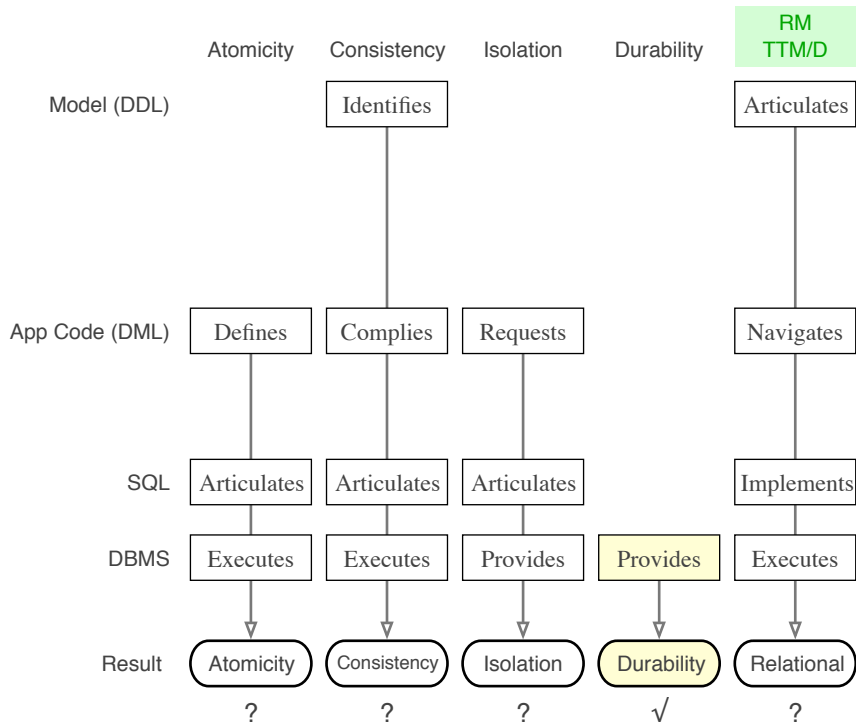 RM
Atomicity Consistency Isolation Durability TTM/D
Model (DDL) Identifies Articulates
App Code (DML) Defines Complies Requests Navigates
SQL Articulates Articulates Articulates Implements
DBMS Executes Executes Provides Provides Executes
Result Atomicity Consistency Isolation Durability Relational
? ? ? √ ?